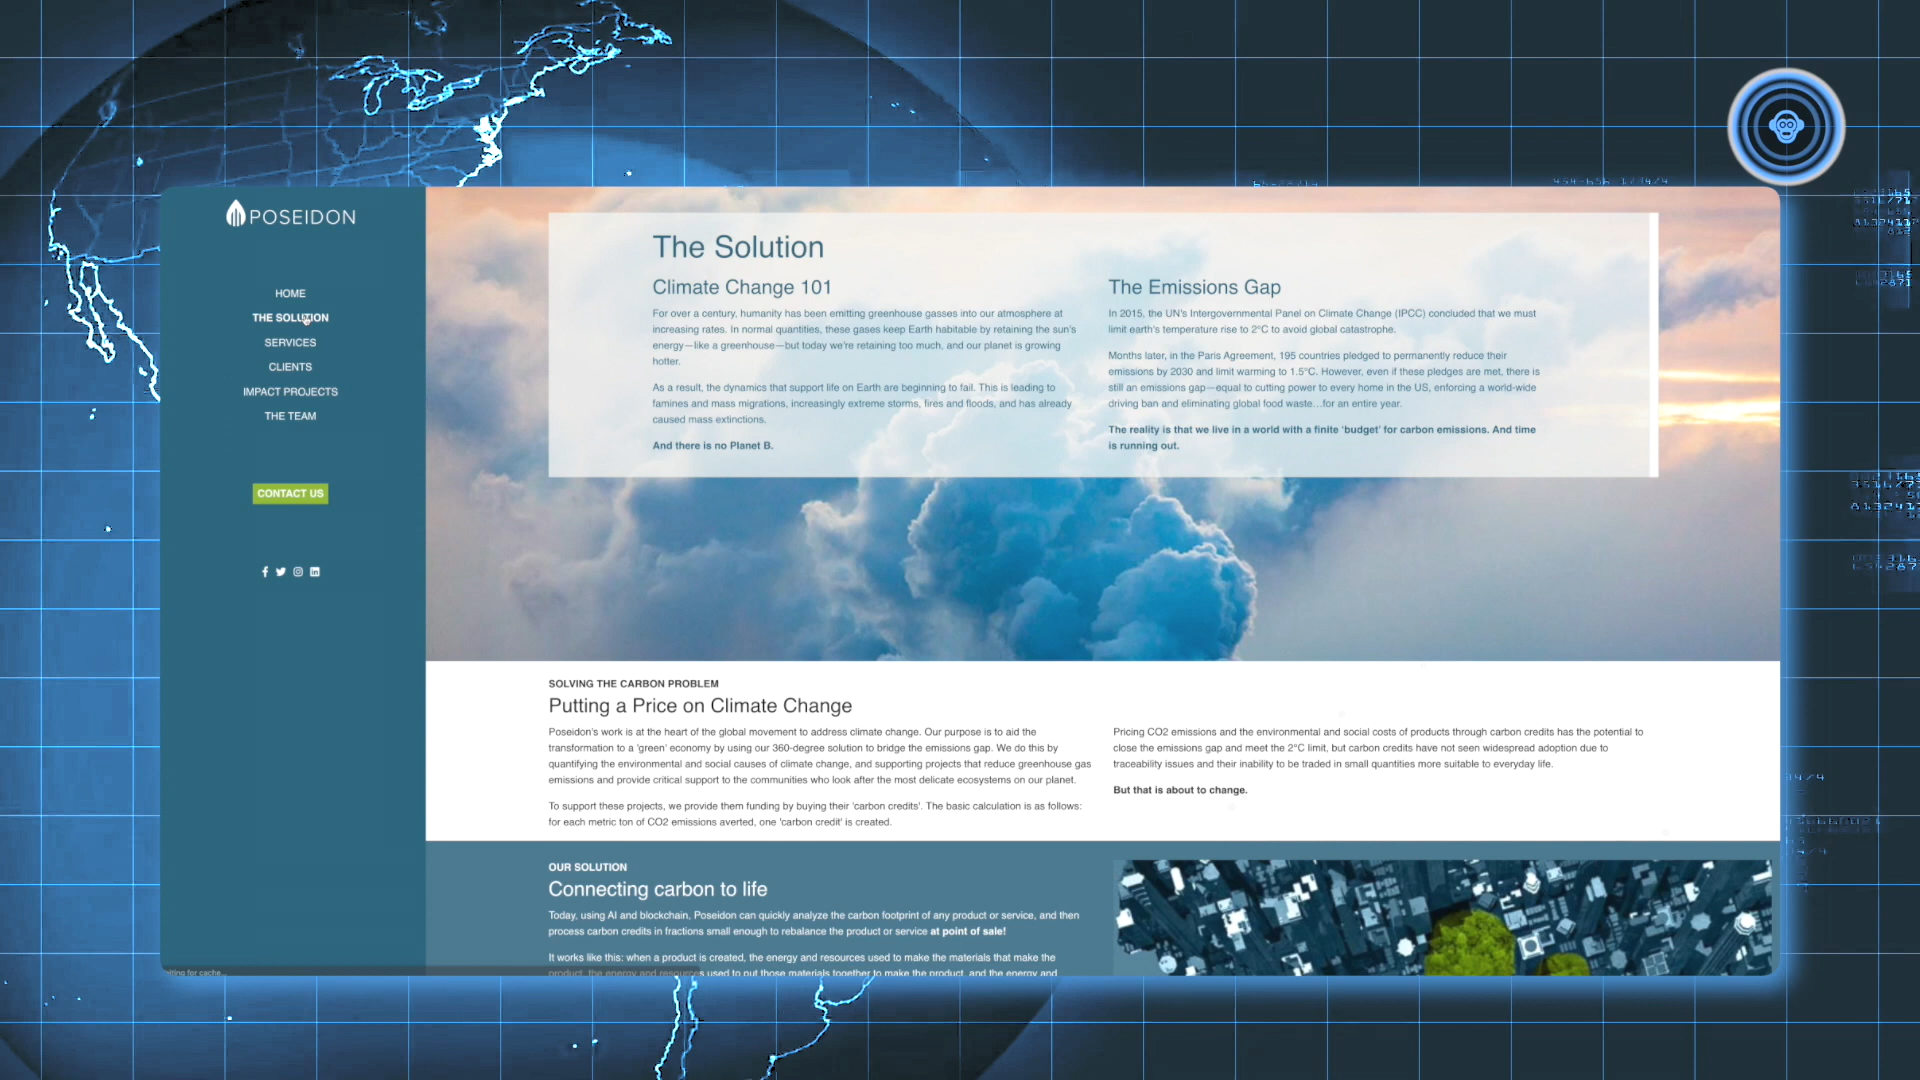 POSEIDON
HOME
THE SOLUTION
SERVICES
CLIENTS
IMPACT PROJECTS
THE TEAM
CONTACT US
The Solution
Climate Change 101
For over a century, humanity has been emitting greenhouse gasses into our atmosphere at
increasing rates. In normal quantities, these gases keep Earth habitable by retaining the sun's
energy—like a greenhouse—but today we're retaining too much, and our planet is growing
hotter.
As a result, the dynamics that support life on Earth are beginning to fail. This is leading to
famines and mass migrations, increasingly extreme storms, fires and floods, and has already
caused mass extinctions.
And there is no Planet B.
The Emissions Gap
In 2015, the UN's Intergovernmental Panel on Climate Change (IPCC) concluded that we must
limit earth's temperature rise to 2°C to avoid global catastrophe.
Months later, in the Paris Agreement, 195 countries pledged to permanently reduce their
emissions by 2030 and limit warming to 1.5°C. However, even if these pledges are met, there is
still an emissions gap—equal to cutting power to every home in the US, enforcing a world-wide
driving ban and eliminating global food waste...for an entire year.
The reality is that we live in a world with a finite 'budget' for carbon emissions. And time
is running out.
SOLVING THE CARBON PROBLEM
Putting a Price on Climate Change
Poseidon's work is at the heart of the global movement to address climate change. Our purpose is to aid the
transformation to a 'green' economy by using our 360-degree solution to bridge the emissions gap. We do this by
quantifying the environmental and social causes of climate change, and supporting projects that reduce greenhouse gas
emissions and provide critical support to the communities who look after the most delicate ecosystems on our planet.
To support these projects, we provide them funding by buying their 'carbon credits'. The basic calculation is as follows:
for each metric ton of CO2 emissions averted, one 'carbon credit' is created.
Pricing CO2 emissions and the environmental and social costs of products through carbon credits has the potential to
close the emissions gap and meet the 2°C limit, but carbon credits have not seen widespread adoption due to
traceability issues and their inability to be traded in small quantities more suitable to everyday life.
But that is about to change.
OUR SOLUTION
Connecting carbon to life
Today, using AI and blockchain, Poseidon can quickly analyze the carbon footprint of any product or service, and then
process carbon credits in fractions small enough to rebalance the product or service at point of sale!
It works like this: when a product is created, the energy and resources used to make the materials that make the
product, the energy and resources used to put those materials together to make the product, and the energy and